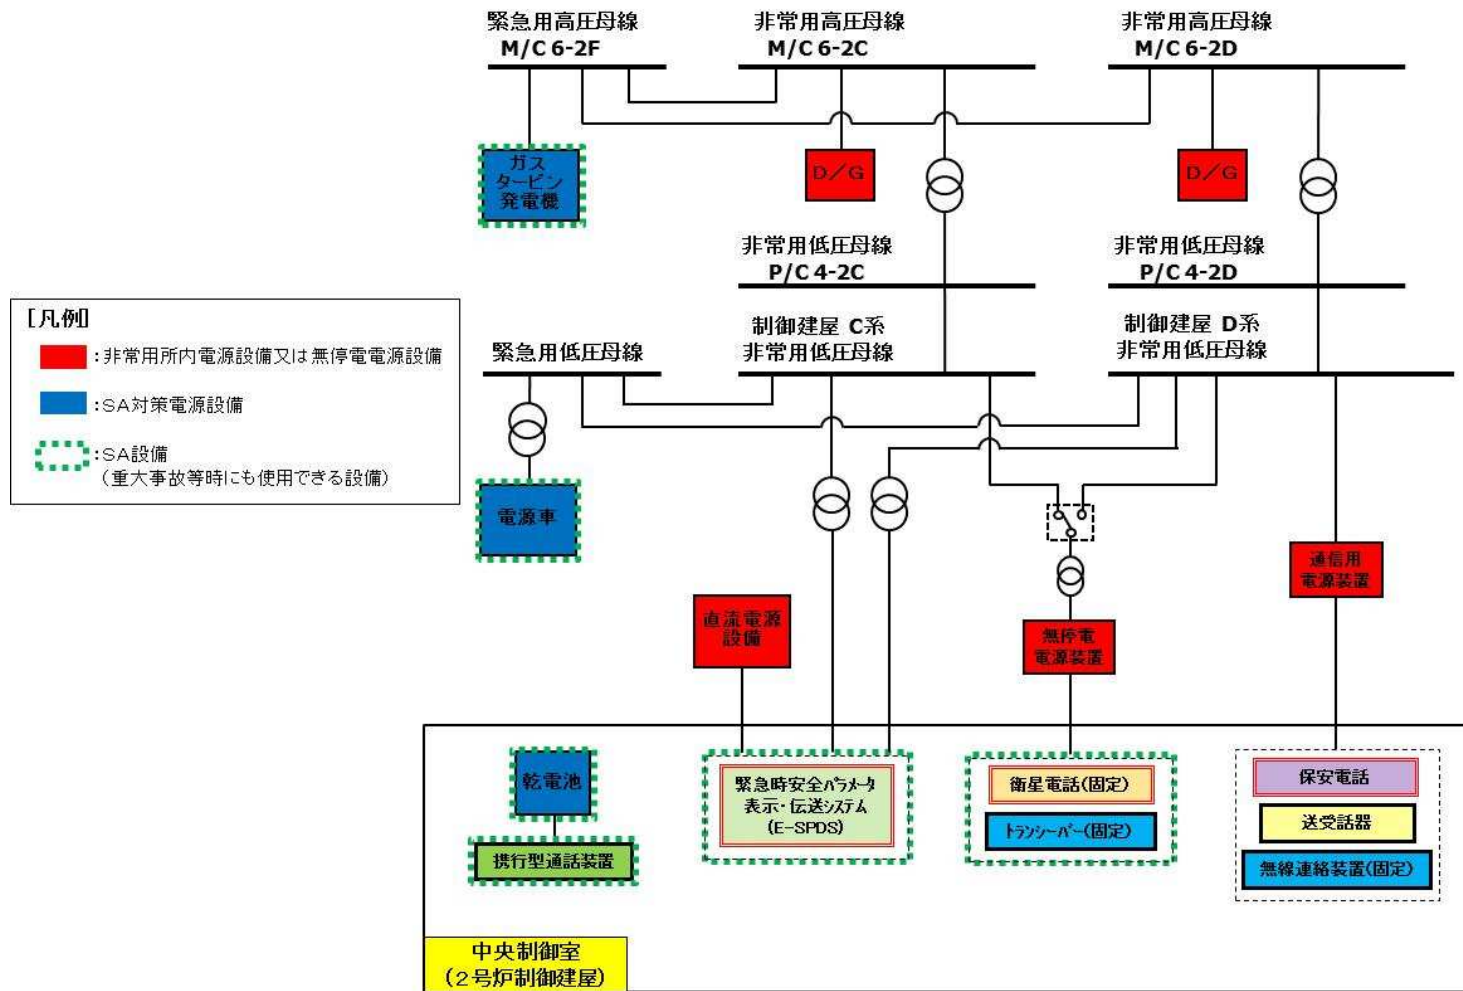 緊急用高圧母線
M/C 6-2F
非常用高圧母線
M/C 6-2C
非常用高圧母線
M/C 6-2D
ガス
タービン
発電機
D/G
D/G
非常用低圧母線
P/C 4-2C
非常用低圧母線
P/C 4-2D
[凡例]
:非常用所内電源設備又は無停電電源設備
:SA対策電源設備
:SA設備
(重大事故等時にも使用できる設備)
緊急用低圧母線
制御建屋 C系
非常用低圧母線
制御建屋 D系
非常用低圧母線
電源車
直流電源
設備
無停電
電源装置
通信用
電源装置
乾電池
携行型通話装置
緊急時安全パラメータ
表示・伝送システム
(E-SPDS)
衛星電話(固定)
トランシーバー(固定)
保安電話
送受話器
無線連絡装置(固定)
中央制御室
(2号炉制御建屋)